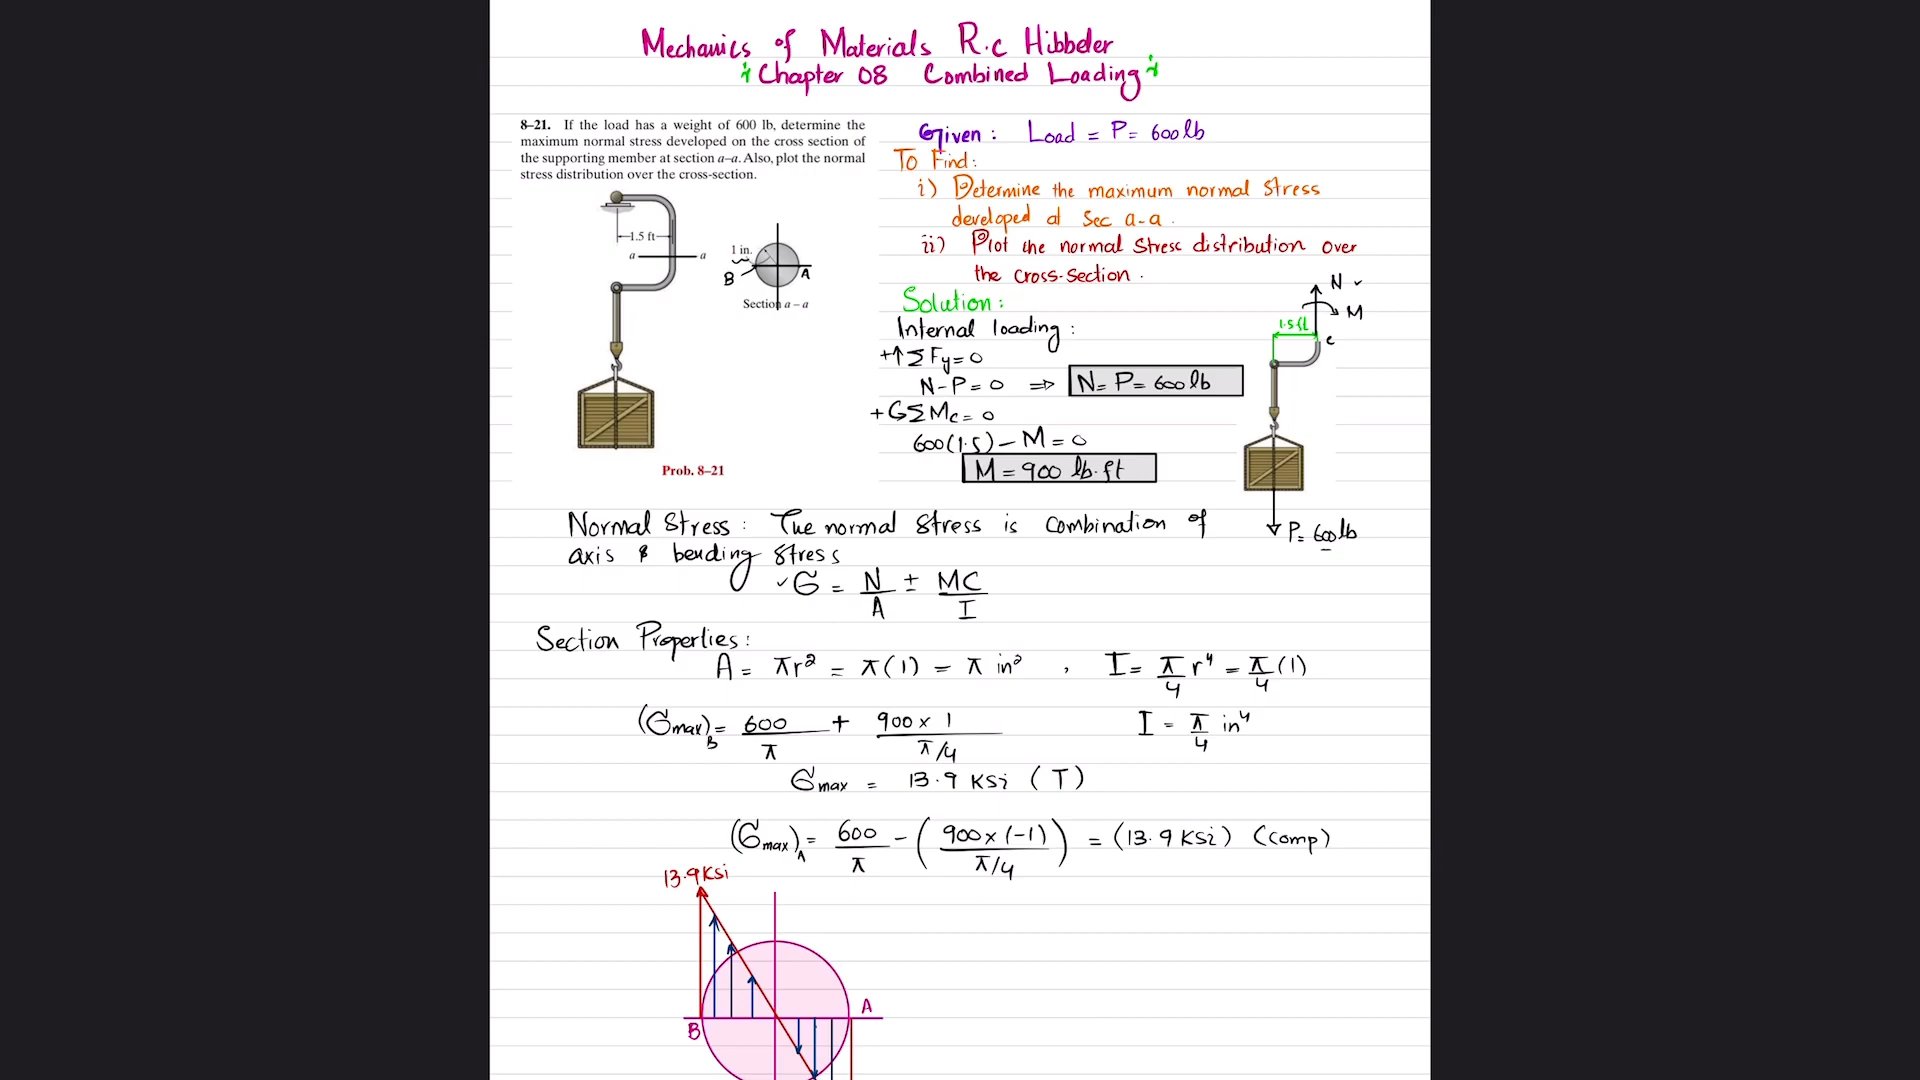 Mechanics of Materials R.c Hibbeler
Chapter 08 Combined Loading
8–21. If the load has a weight of 600 lb, determine the
maximum normal stress developed on the cross section of
the supporting member at section a–a. Also, plot the normal
stress distribution over the cross-section.
1.5 ft
a a
1 in.
B A
Section a – a
Prob. 8–21
Given: Load = P = 600 lb
To Find:
i) Determine the maximum normal stress
developed at Sec a-a.
ii) Plot the normal stress distribution over
the cross-section.
Solution:
Internal loading:
+↑ΣFy = 0
N-P = 0 ⇒ N = P = 600 lb
+G ΣMc = 0
600(1.5) - M = 0
M = 900 lb.ft
N
M
1.5 ft
c
P = 600 lb
Normal Stress: The normal stress is combination of
axis & bending stress
✓σ = N/A ± MC/I
Section Properties:
A = πr² = π(1) = π in² , I = π/4 r⁴ = π/4 (1)
(σmax)B = 600/π + 900 x 1/π/4 I = π/4 in⁴
σmax = 13.9 Ksi (T)
(σmax)A = 600/π - (900 x (-1)/π/4) = (13.9 Ksi) (comp)
13.9 Ksi
A
B